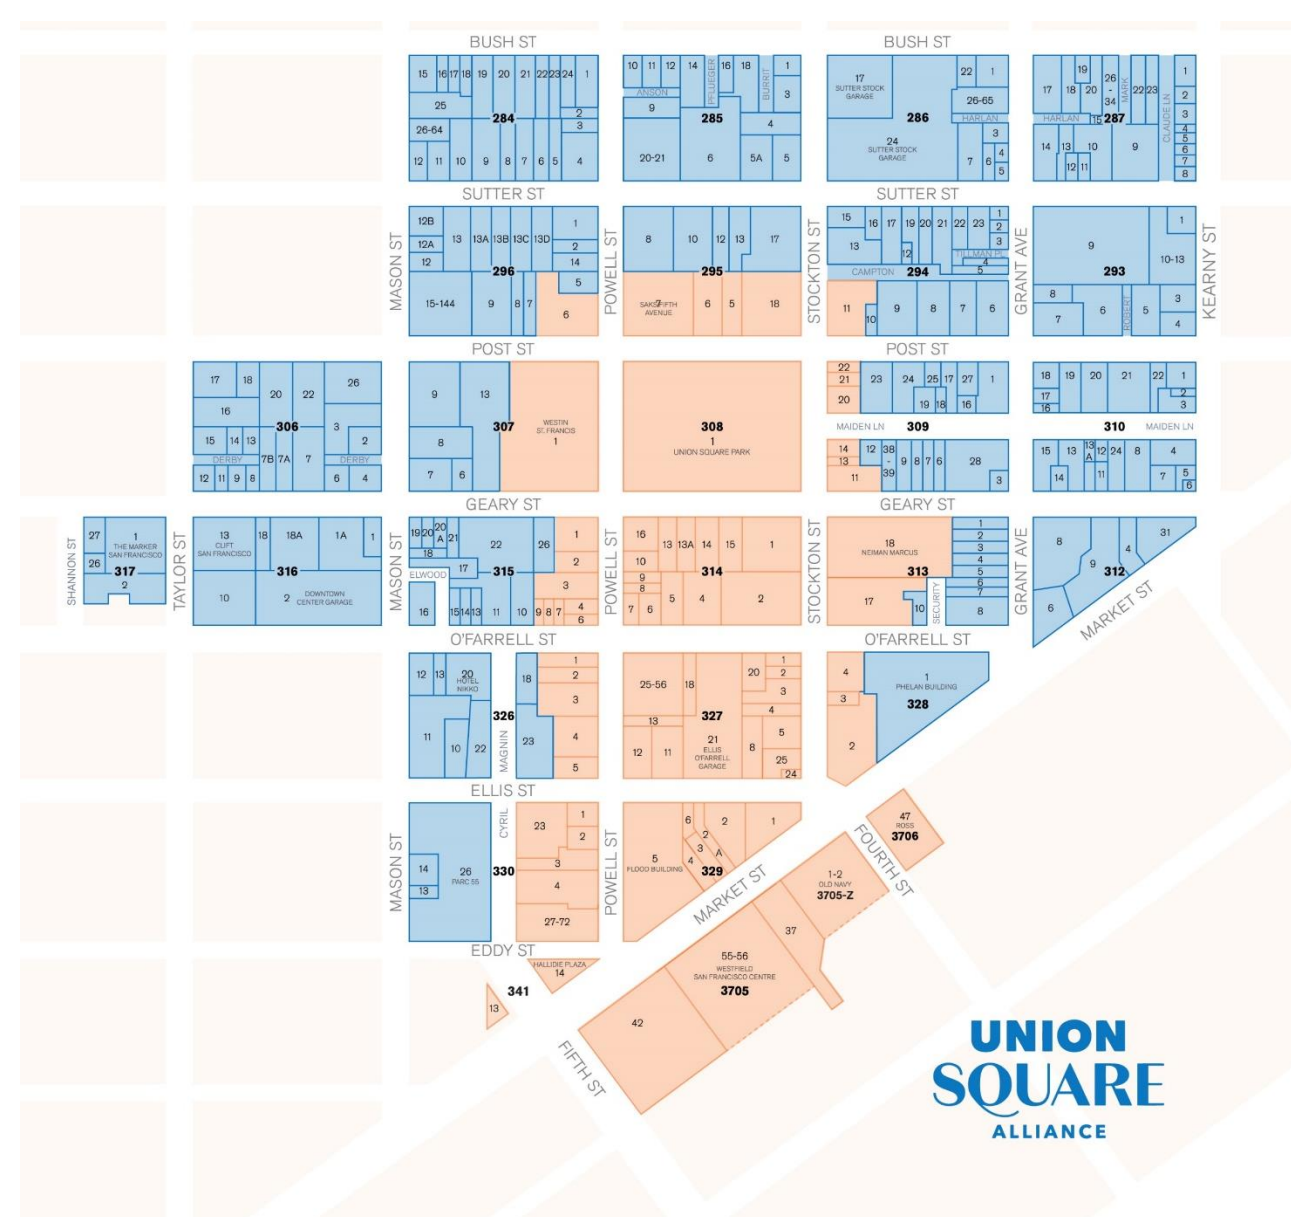 BUSH ST
BUSH ST
15 16 17 18 19 20 21 22 23 24 1
25
284
2
3
26-64
12 11 10 9 8 7 6 5 4
10 11 12 14 PFLUEGER 16 18 BURRIT 1
3
ANSON
9
285
4
20-21 6 5A 5
17
SUTTER STOCK
GARAGE
22 1
26-65
286
HARLAN
24
SUTTER STOCK
GARAGE
3
7 6 4
5
17 18 19 20 26
-
34
MARK
22 23
CLAUDE LN
1
2
3
4
5
6
7
8
HARLAN
15
287
14 13 10 9
12 11
SUTTER ST
SUTTER ST
MASON ST
POWELL ST
STOCKTON ST
GRANT AVE
KEARNY ST
12B
12A
12
13 13A 13B 13C 13D
1
2
14
5
296
15-144 9 8 7 6
8 10 12 13 17
295
7
SAKS FIFTH
AVENUE
6 5 18
15 16 17 19 20 21 22 23
1
2
3
13 12
TILLMAN PL
4
5
CAMPTON
294
11 10 9 8 7 6
9
1
10-13
293
8
7
6
ROBERT
5
3
4
POST ST
POST ST
17 18 20 22 26
16
306
3
2
15 14 13
DERBY
7B 7A 7
DERBY
12 11 9 8 6 4
9 13
307
8
7 6
WESTIN
ST. FRANCIS
1
308
1
UNION SQUARE PARK
22
21
20
23 24 25 17 27 1
19 18 16
MAIDEN LN
309
14
13
11
12 38
-
39
9 8 7 6 28
3
18 19 20 21 22 1
17
16
2
3
310
MAIDEN LN
15 13 13
A
12 24 8 4
14 11 7 5
6
GEARY ST
GEARY ST
SHANNON ST
TAYLOR ST
MASON ST
POWELL ST
STOCKTON ST
GRANT AVE
27
26
1
THE MARKER
SAN FRANCISCO
317
2
13
CLIFT
SAN FRANCISCO
18 18A 1A 1
316
10
2
DOWNTOWN
CENTER GARAGE
19 20 20
A
21 22 26
18
17
315
ELWOOD
16
15 14 13 11 10
1
2
3
9 8 7 4
6
16 13 13A 14 15 1
10
9
8
314
7 6 5 4 2
18
NEIMAN MARCUS
313
17
10
SECURITY
1
2
3
4
5
6
7
8
8
9
4
31
312
6
MARKET ST
O'FARRELL ST
O'FARRELL ST
12 13 20
HOTEL
NIKKO
18
1
2
3
4
5
326
11 10 22
MAGNIN
23
25-56 18 20
1
2
3
4
13
327
21
ELLIS
O'FARRELL
GARAGE
12 11 8
5
25
24
4
3
2
1
PHELAN BUILDING
328
ELLIS ST
MASON ST
CYRIL
POWELL ST
14
13
26
PARC 55
330
23
1
2
3
4
27-72
5
FLOOD BUILDING
6 2 1
2
3 A
4
329
MARKET ST
FOURTH ST
47
ROSS
3706
1-2
OLD NAVY
3705-Z
37
EDDY ST
HALLIDIE PLAZA
14
341
13
55-56
WESTFIELD
SAN FRANCISCO CENTRE
3705
42
FIFTH ST
UNION
SQUARE
ALLIANCE